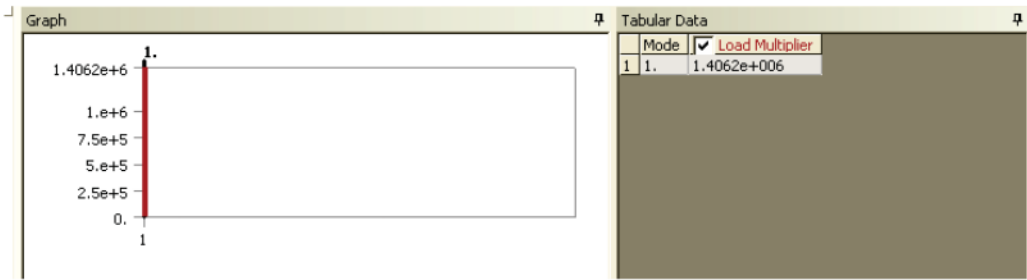 Graph
1.
1.4062e+6
1.e+6
7.5e+5
5.e+5
2.5e+5
0.
1
Tabular Data
Mode Load Multiplier
1 1. 1.4062e+006